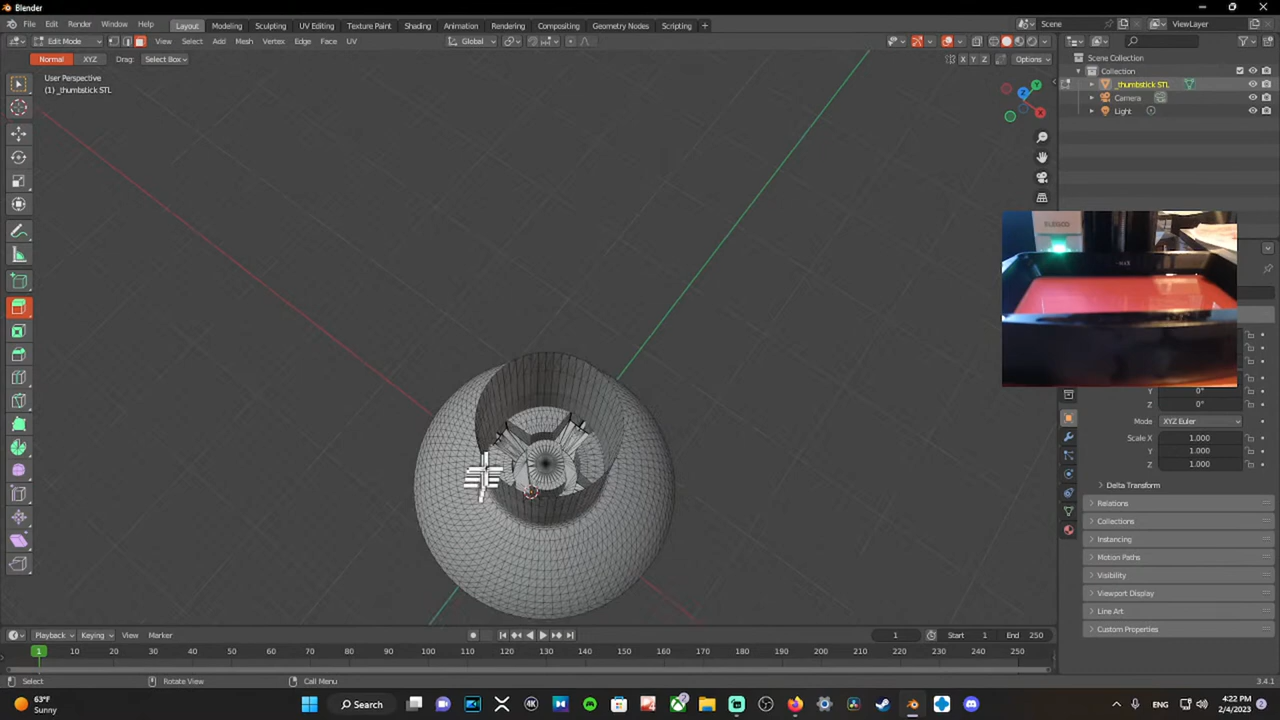 Blender
File Edit Render Window Help Layout Modeling Sculpting UV Editing Texture Paint Shading Animation Rendering Compositing Geometry Nodes Scripting + Scene ViewLayer
Edit Mode View Select Add Mesh Vertex Edge Face UV Global
Normal XYZ Drag: Select Box X Y Z Options
User Perspective
(1) _thumbstick STL
Scene Collection
Collection
_thumbstick STL
Camera
Light
Z Y X
ELEGOO
Y 0°
Z 0°
Mode XYZ Euler
Scale X 1.000
Y 1.000
Z 1.000
Delta Transform
Relations
Collections
Instancing
Motion Paths
Visibility
Viewport Display
Line Art
Custom Properties
Playback Keying View Marker 1 Start 1 End 250
1 10 20 30 40 50 60 70 80 90 100 110 120 130 140 150 160 170 180 190 200 210 220 230 240 250
Select Rotate View Call Menu 3.4.1
63°F
Sunny
Search
ENG
4:22 PM
2/4/2023